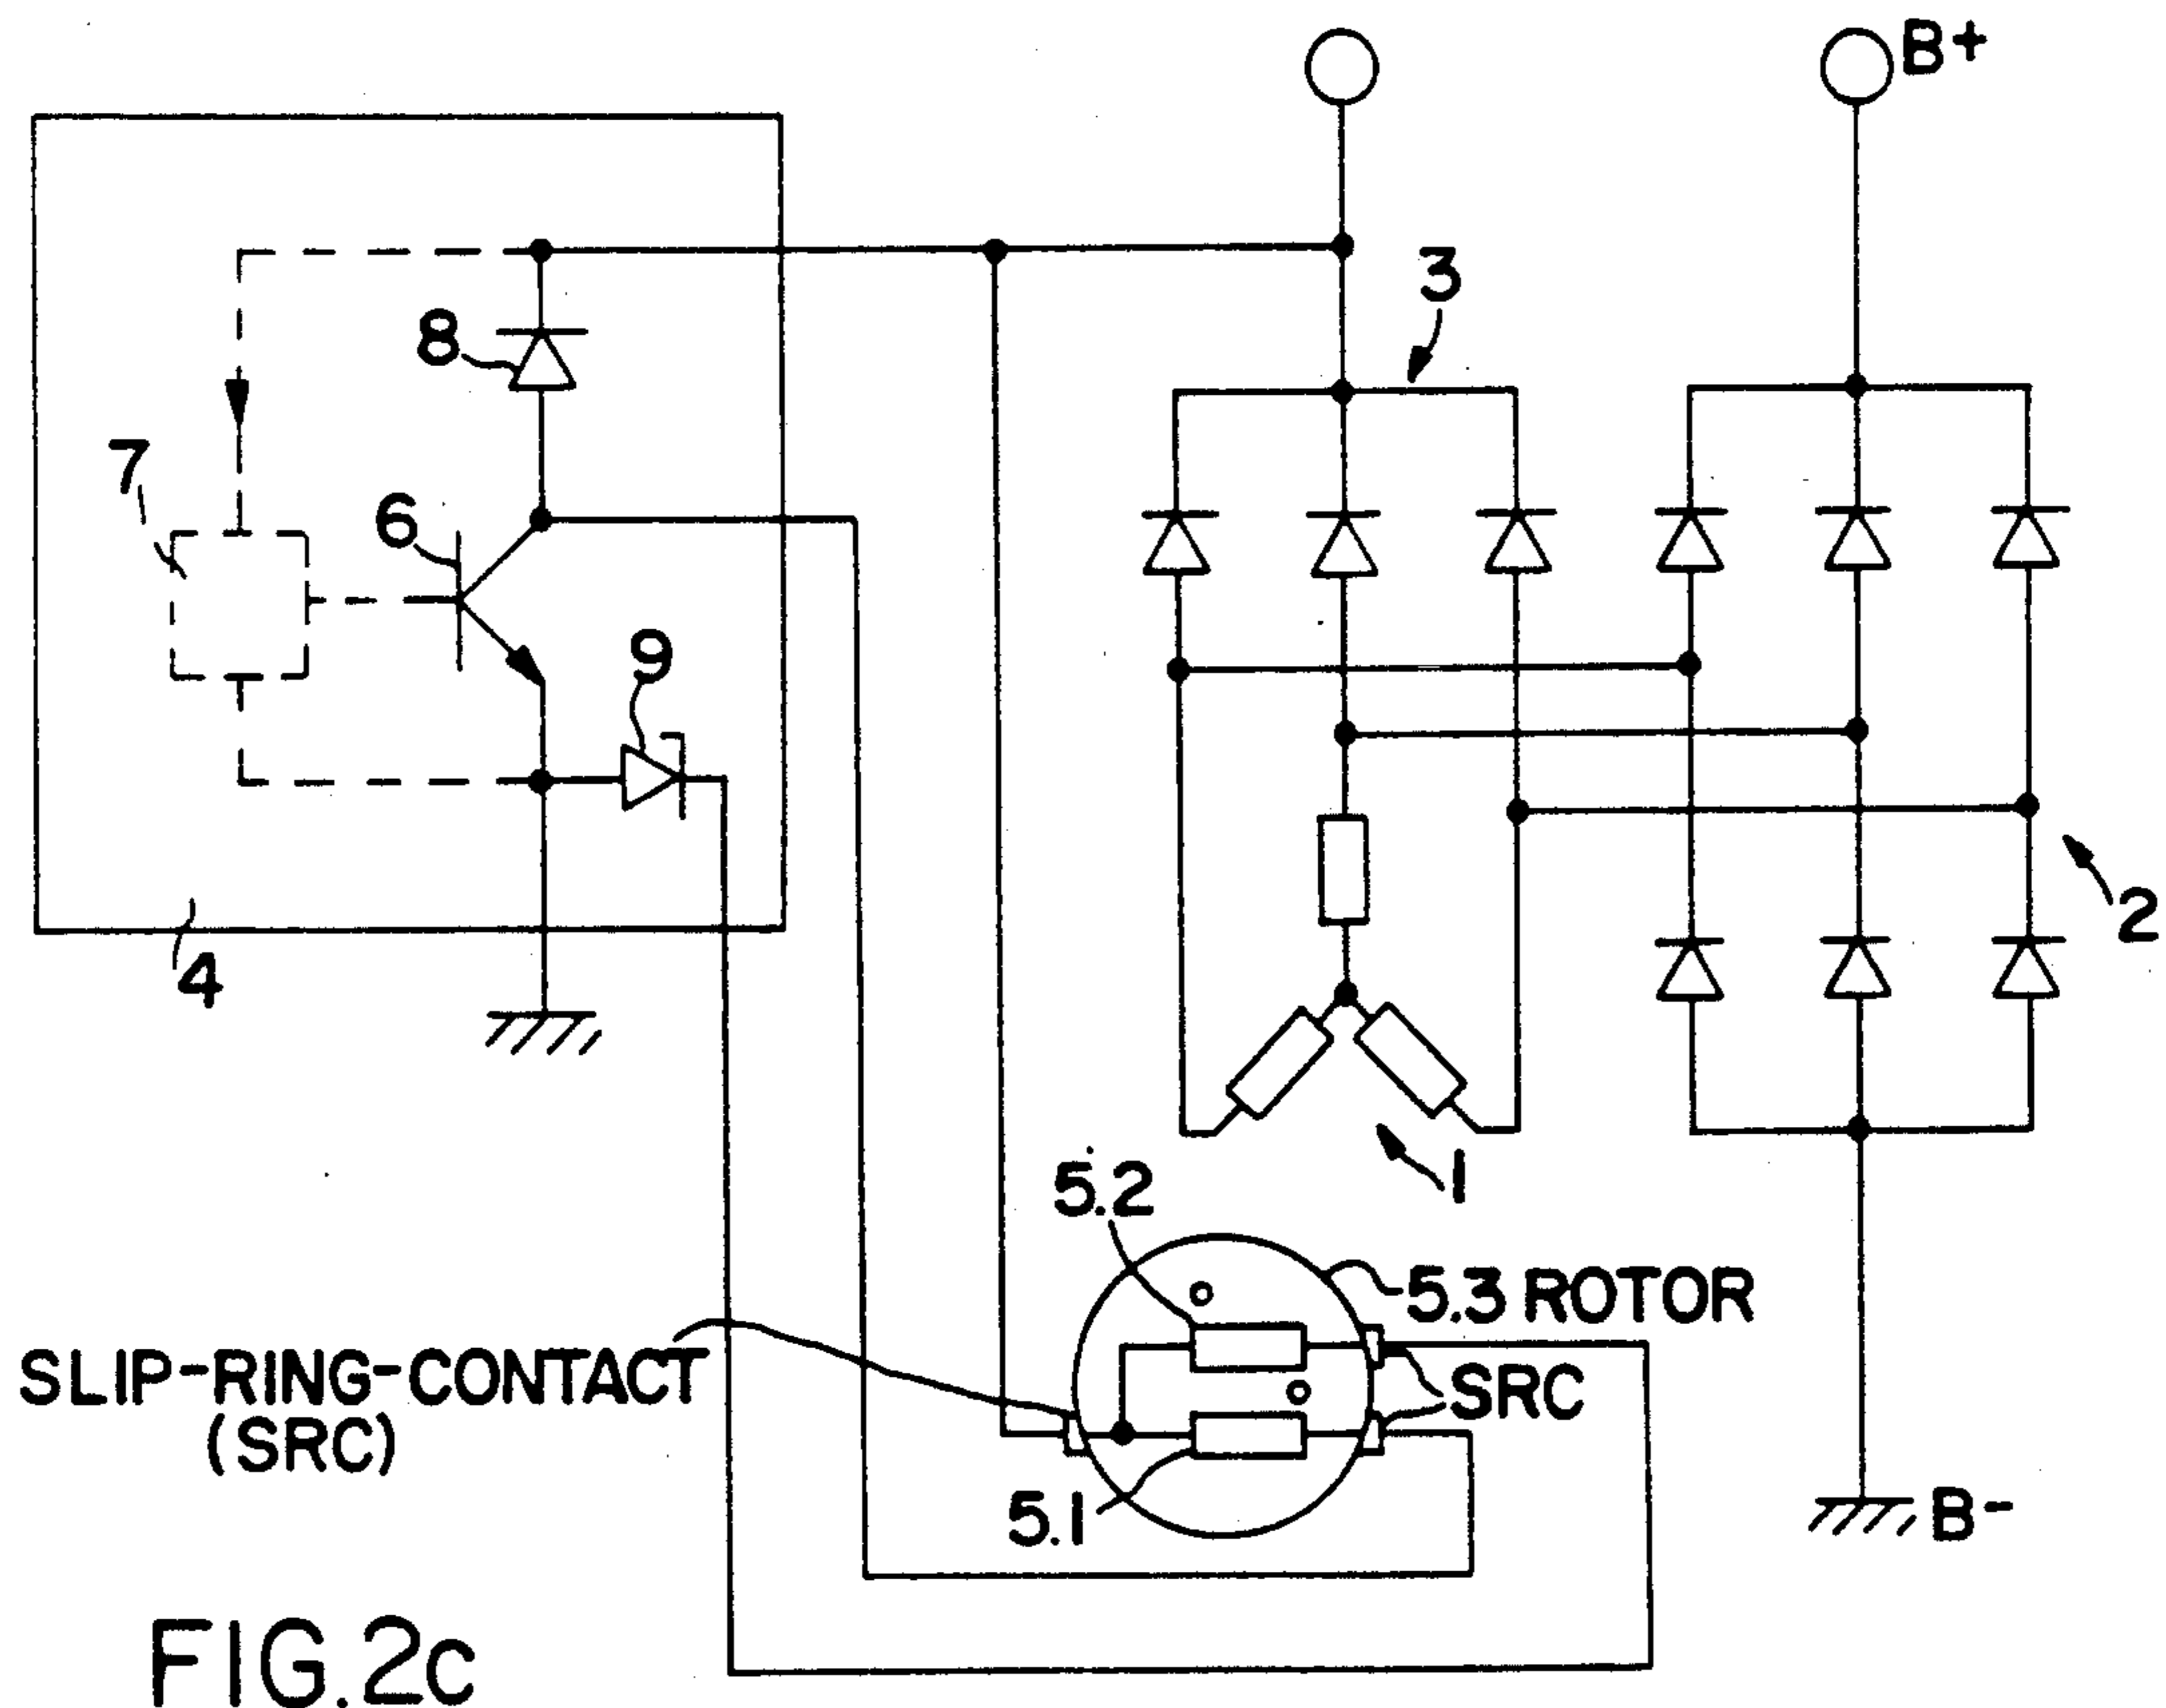 B+
3
8
7
6
9
2
4
1
5.2
5.3 ROTOR
SLIP-RING-CONTACT
(SRC)
SRC
5.1
B-
FIG.2c